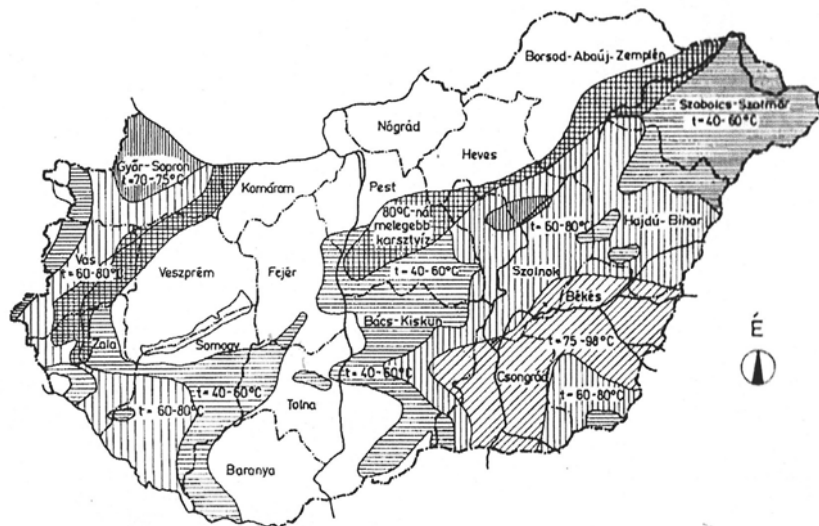 Borsod-Abaúj-Zemplén
Szabolcs-Szatmár
t=40-60°C
Nógrád
Heves
Győr-Sopron
t=70-75°C
Komárom
Pest
80°C-nál
melegebb
karsztvíz
t=60-80°C
Hajdú-Bihar
Vas
t=60-80°C
Veszprém
Fejér
t=40-60°C
Szolnok
Békés
Bács-Kiskun
É
Zala
Somogy
t=75-98°C
t=40-60°C
t=40-60°C
Csongrád
t=60-80°C
Tolna
t=60-80°C
Baranya